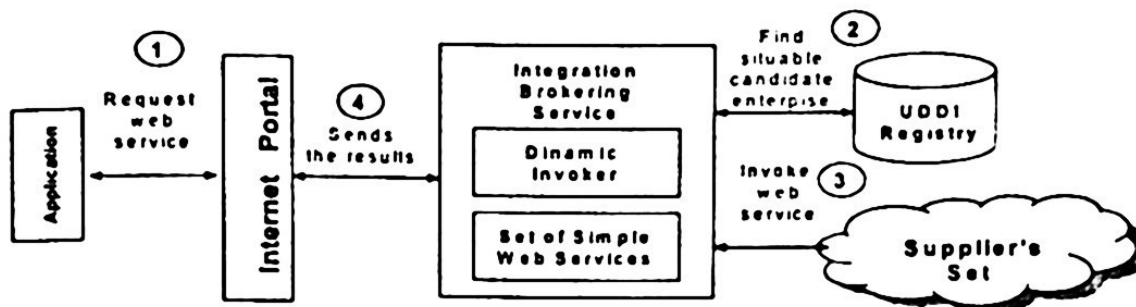 1
Request
web
service
Application
Internet Portal
4
Sends
the results
Integration
Brokering
Service
Dinamic
Invoker
Set of Simple
Web Services
2
Find
situable
candidate
enterpise
UDDI
Registry
Invoke
web
service
3
Supplier's
Set